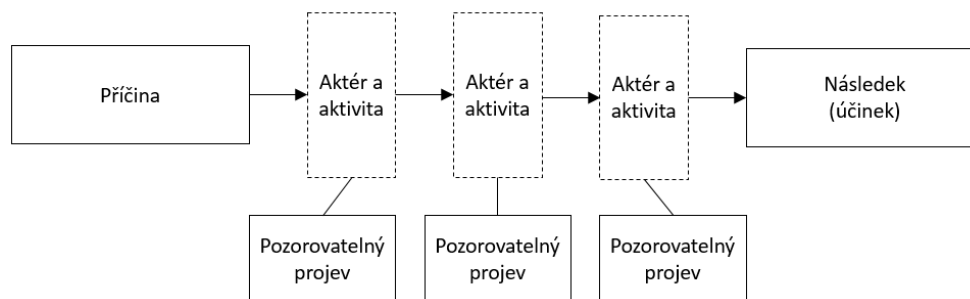 Příčina
Aktér a
aktivita
Aktér a
aktivita
Aktér a
aktivita
Následek
(účinek)
Pozorovatelný
projev
Pozorovatelný
projev
Pozorovatelný
projev